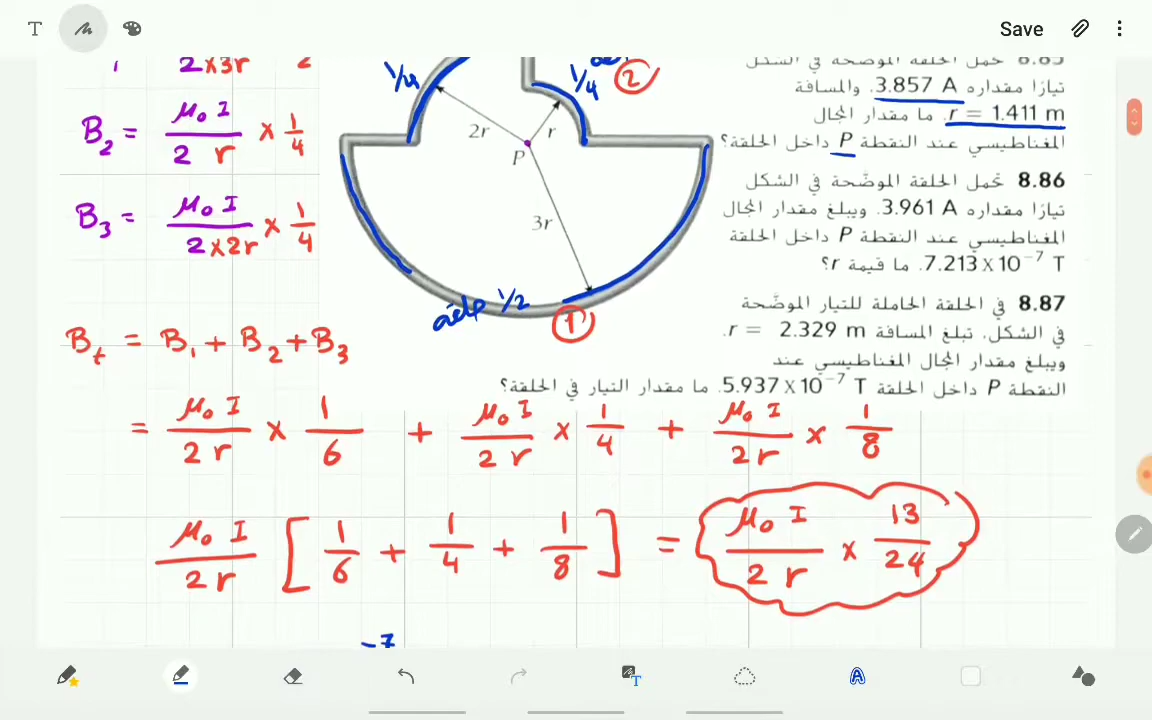 T
Save
2×3r 2
B₂ = μ₀ I / 2 r × 1/4
B₃ = μ₀ I / 2×2r × 1/4
1/4
1/4
2
2r
r
P
3r
1/2
1
تيارًا مقداره 3.857 A. والمسافة
r = 1.411 m. ما مقدار المجال
المغناطيسي عند النقطة P داخل الحلقة؟
8.86 تحمل الحلقة الموضَّحة في الشكل
تيارًا مقداره 3.961 A. ويبلغ مقدار المجال
المغناطيسي عند النقطة P داخل الحلقة
7.213 X 10⁻⁷ T. ما قيمة r؟
8.87 في الحلقة الحاملة للتيار الموضَّحة
في الشكل، تبلغ المسافة r = 2.329 m.
ويبلغ مقدار المجال المغناطيسي عند
النقطة P داخل الحلقة 5.937 X 10⁻⁷ T. ما مقدار التيار في الحلقة؟
Bₜ = B₁ + B₂ + B₃
= μ₀ I / 2 r × 1/6 + μ₀ I / 2 r × 1/4 + μ₀ I / 2 r × 1/8
μ₀ I / 2 r [ 1/6 + 1/4 + 1/8 ] = μ₀ I / 2 r × 13/24
-7
T
A